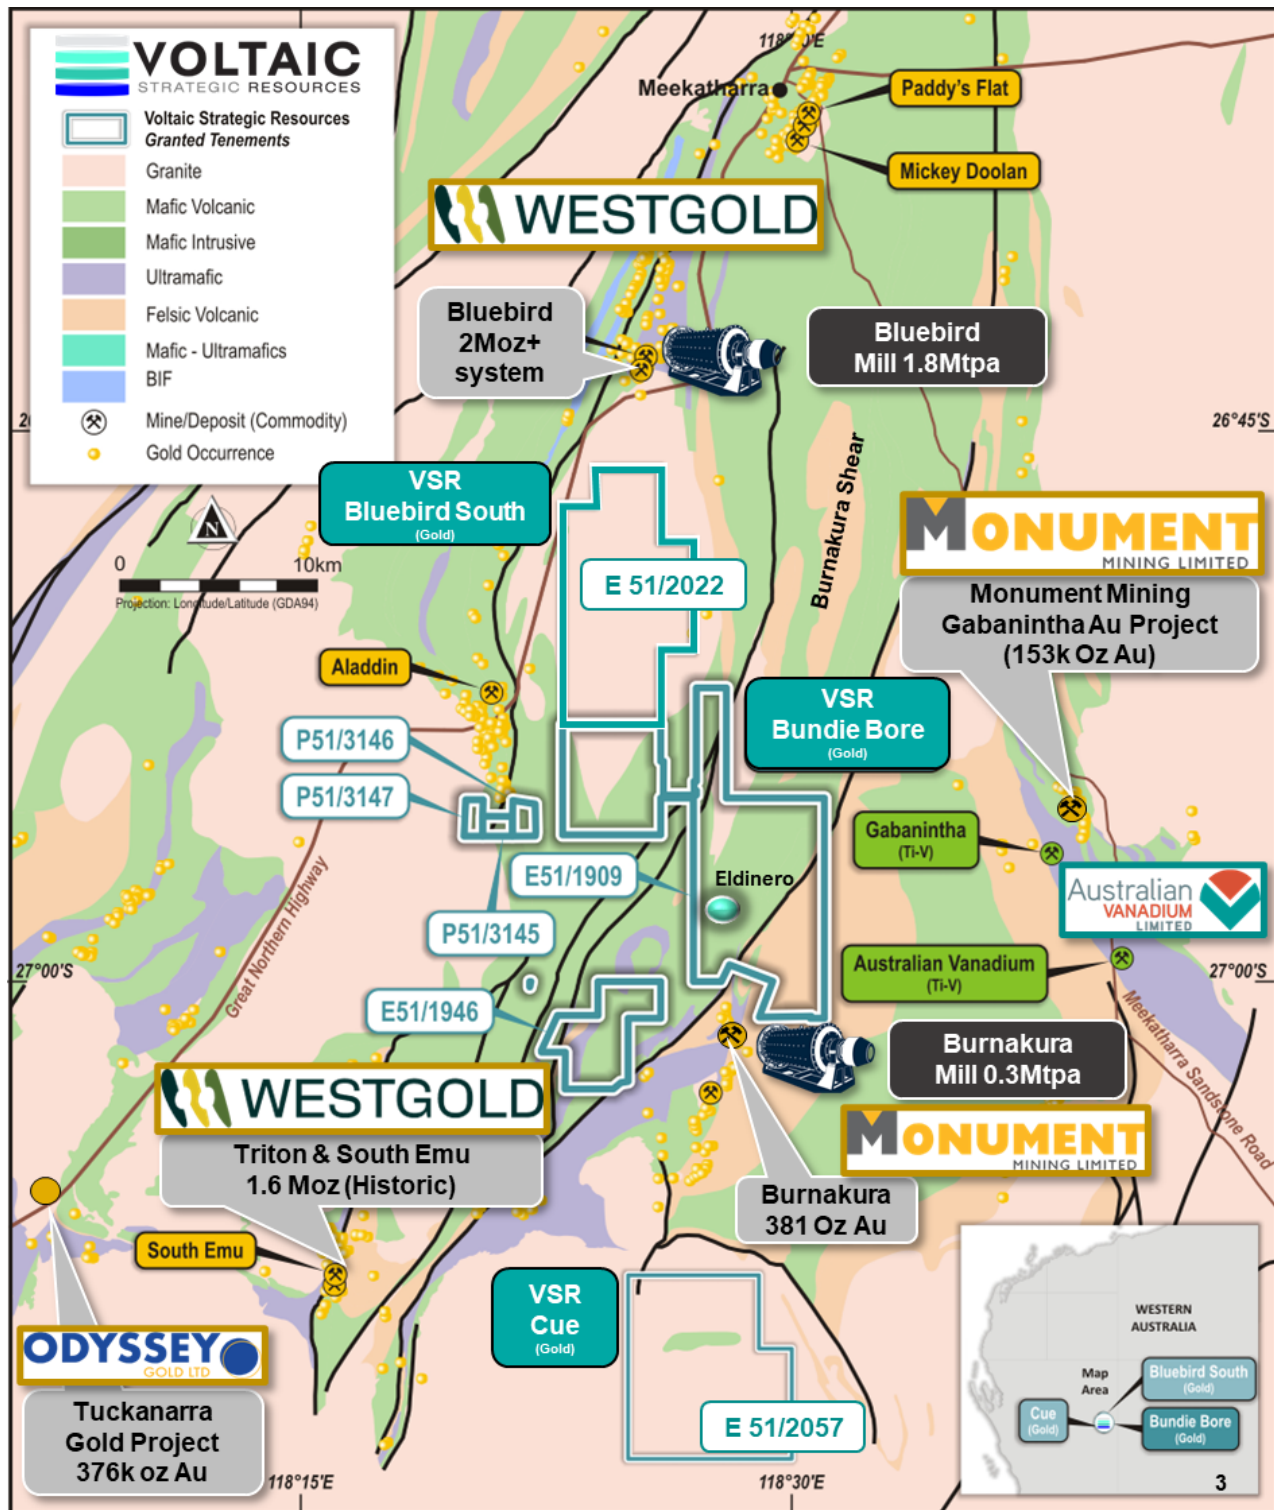 VOLTAIC
STRATEGIC RESOURCES
Voltaic Strategic Resources
Granted Tenements
Granite
Mafic Volcanic
Mafic Intrusive
Ultramafic
Felsic Volcanic
Mafic - Ultramafics
BIF
Mine/Deposit (Commodity)
Gold Occurrence
N
0
10km
Projection: Longitude/Latitude (GDA94)
Meekatharra
Paddy's Flat
Mickey Doolan
WESTGOLD
Bluebird
2Moz+
system
Bluebird
Mill 1.8Mtpa
26°45'S
VSR
Bluebird South
(Gold)
E 51/2022
Burnakura Shear
MONUMENT
MINING LIMITED
Monument Mining
Gabanintha Au Project
(153k Oz Au)
Aladdin
VSR
Bundie Bore
(Gold)
P51/3146
P51/3147
Gabanintha
(Ti-V)
E51/1909
Eldinero
Australian
VANADIUM
LIMITED
P51/3145
Great Northern Highway
27°00'S
Australian Vanadium
(Ti-V)
27°00'S
E51/1946
Meekatharra Sandstone Road
Burnakura
Mill 0.3Mtpa
WESTGOLD
Triton & South Emu
1.6 Moz (Historic)
MONUMENT
MINING LIMITED
Burnakura
381 Oz Au
South Emu
VSR
Cue
(Gold)
ODYSSEY
GOLD LTD
Tuckanarra
Gold Project
376k oz Au
E 51/2057
118°15'E
118°30'E
WESTERN
AUSTRALIA
Map
Area
Bluebird South
(Gold)
Cue
(Gold)
Bundie Bore
(Gold)
3